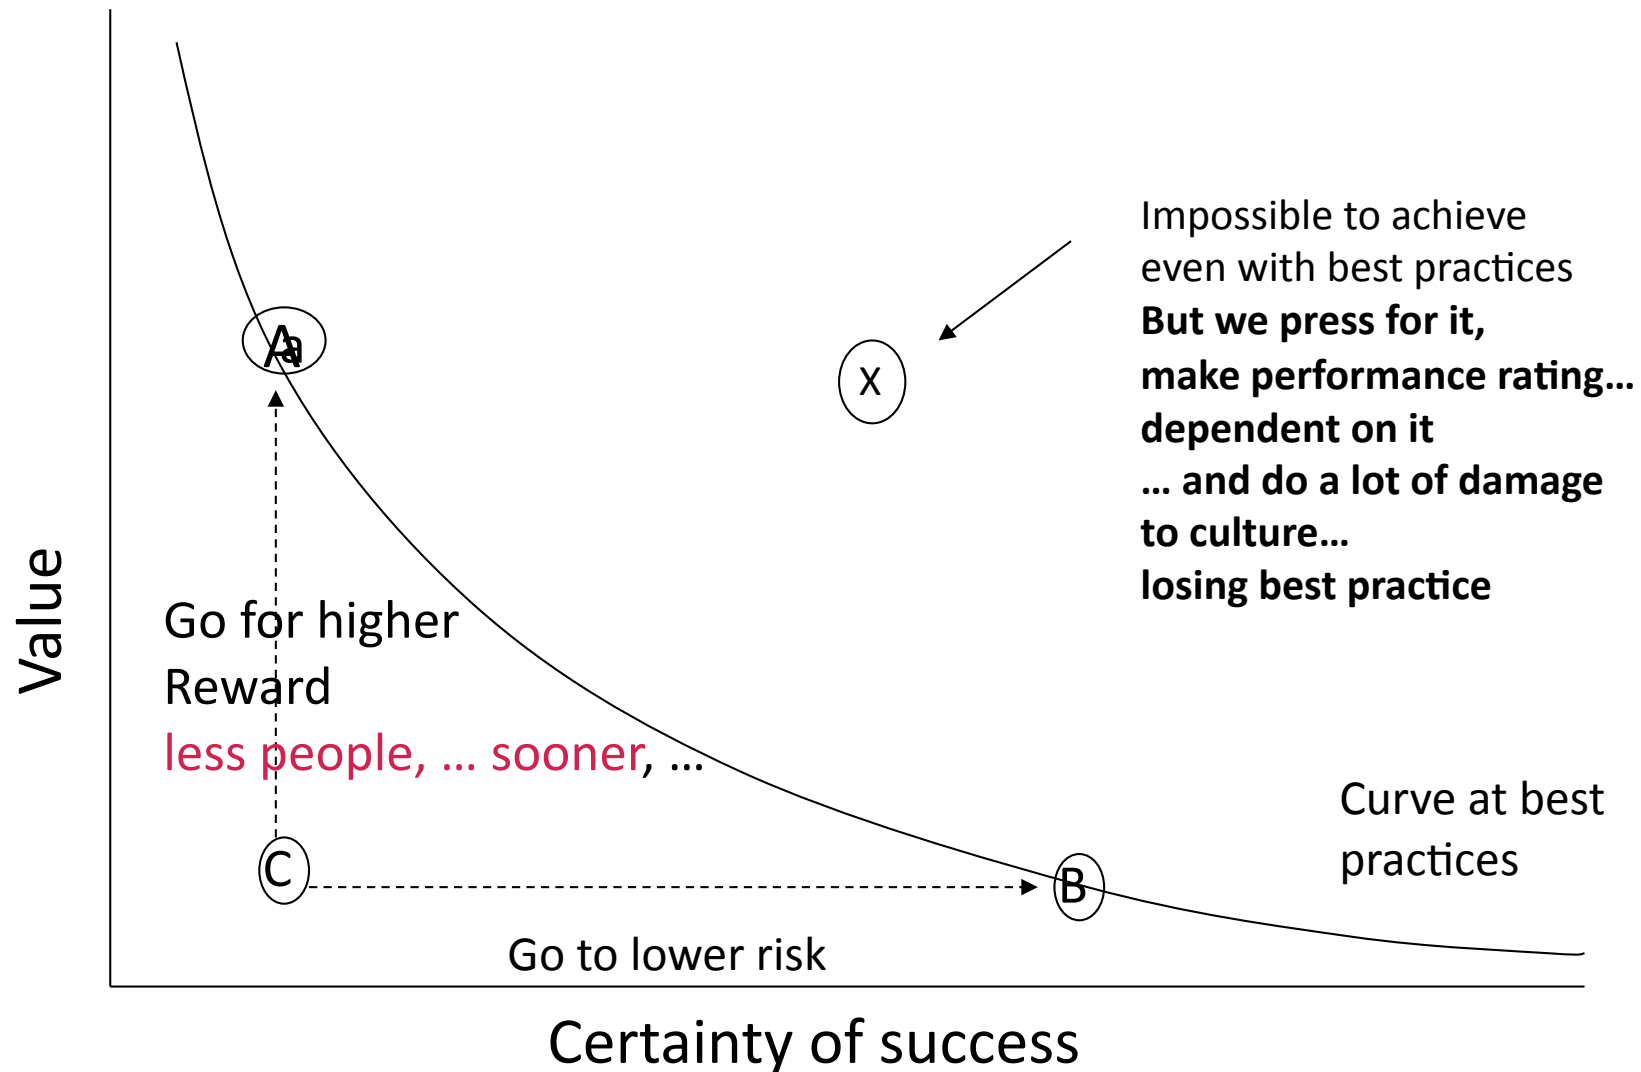 Impossible to achieve
even with best practices
But we press for it,
make performance rating…
dependent on it
… and do a lot of damage
to culture…
losing best practice
A
a
X
Value
Go for higher
Reward
less people, … sooner, …
Curve at best
practices
C
B
Go to lower risk
Certainty of success